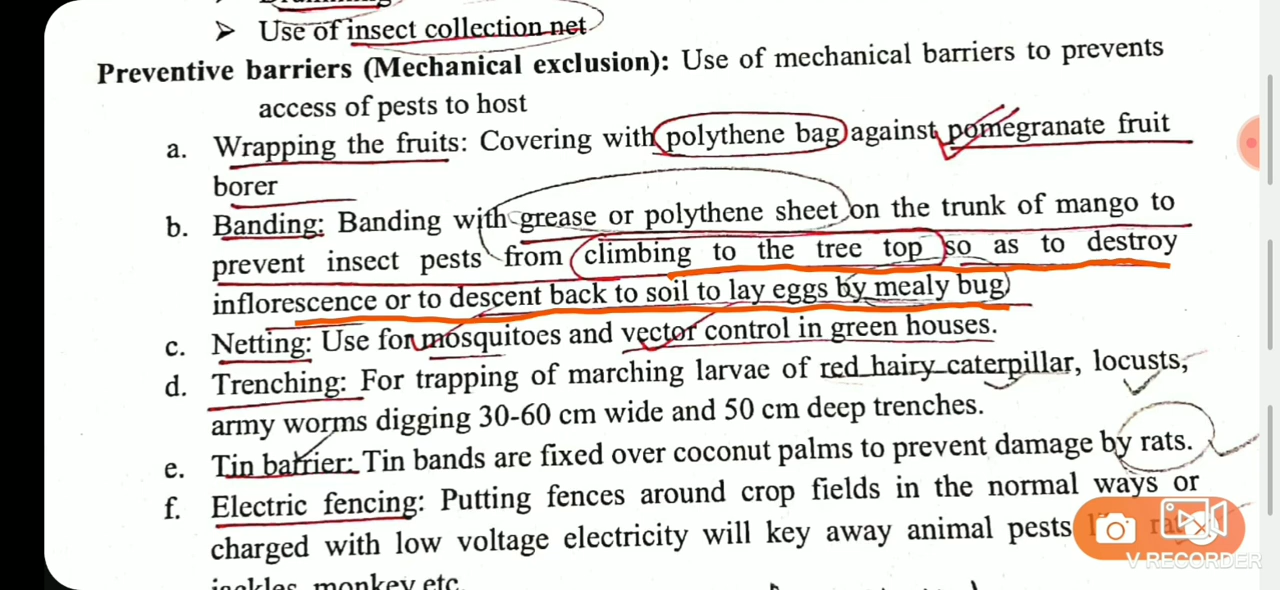 ➤ Use of insect collection net
Preventive barriers (Mechanical exclusion): Use of mechanical barriers to prevents
access of pests to host
a. Wrapping the fruits: Covering with polythene bag against pomegranate fruit
borer
b. Banding: Banding with grease or polythene sheet on the trunk of mango to
prevent insect pests from climbing to the tree top so as to destroy
inflorescence or to descent back to soil to lay eggs by mealy bug
c. Netting: Use for mosquitoes and vector control in green houses.
d. Trenching: For trapping of marching larvae of red hairy caterpillar, locusts,
army worms digging 30-60 cm wide and 50 cm deep trenches.
e. Tin barrier: Tin bands are fixed over coconut palms to prevent damage by rats.
f. Electric fencing: Putting fences around crop fields in the normal ways or
charged with low voltage electricity will key away animal pests
monkey etc
V RECORDER